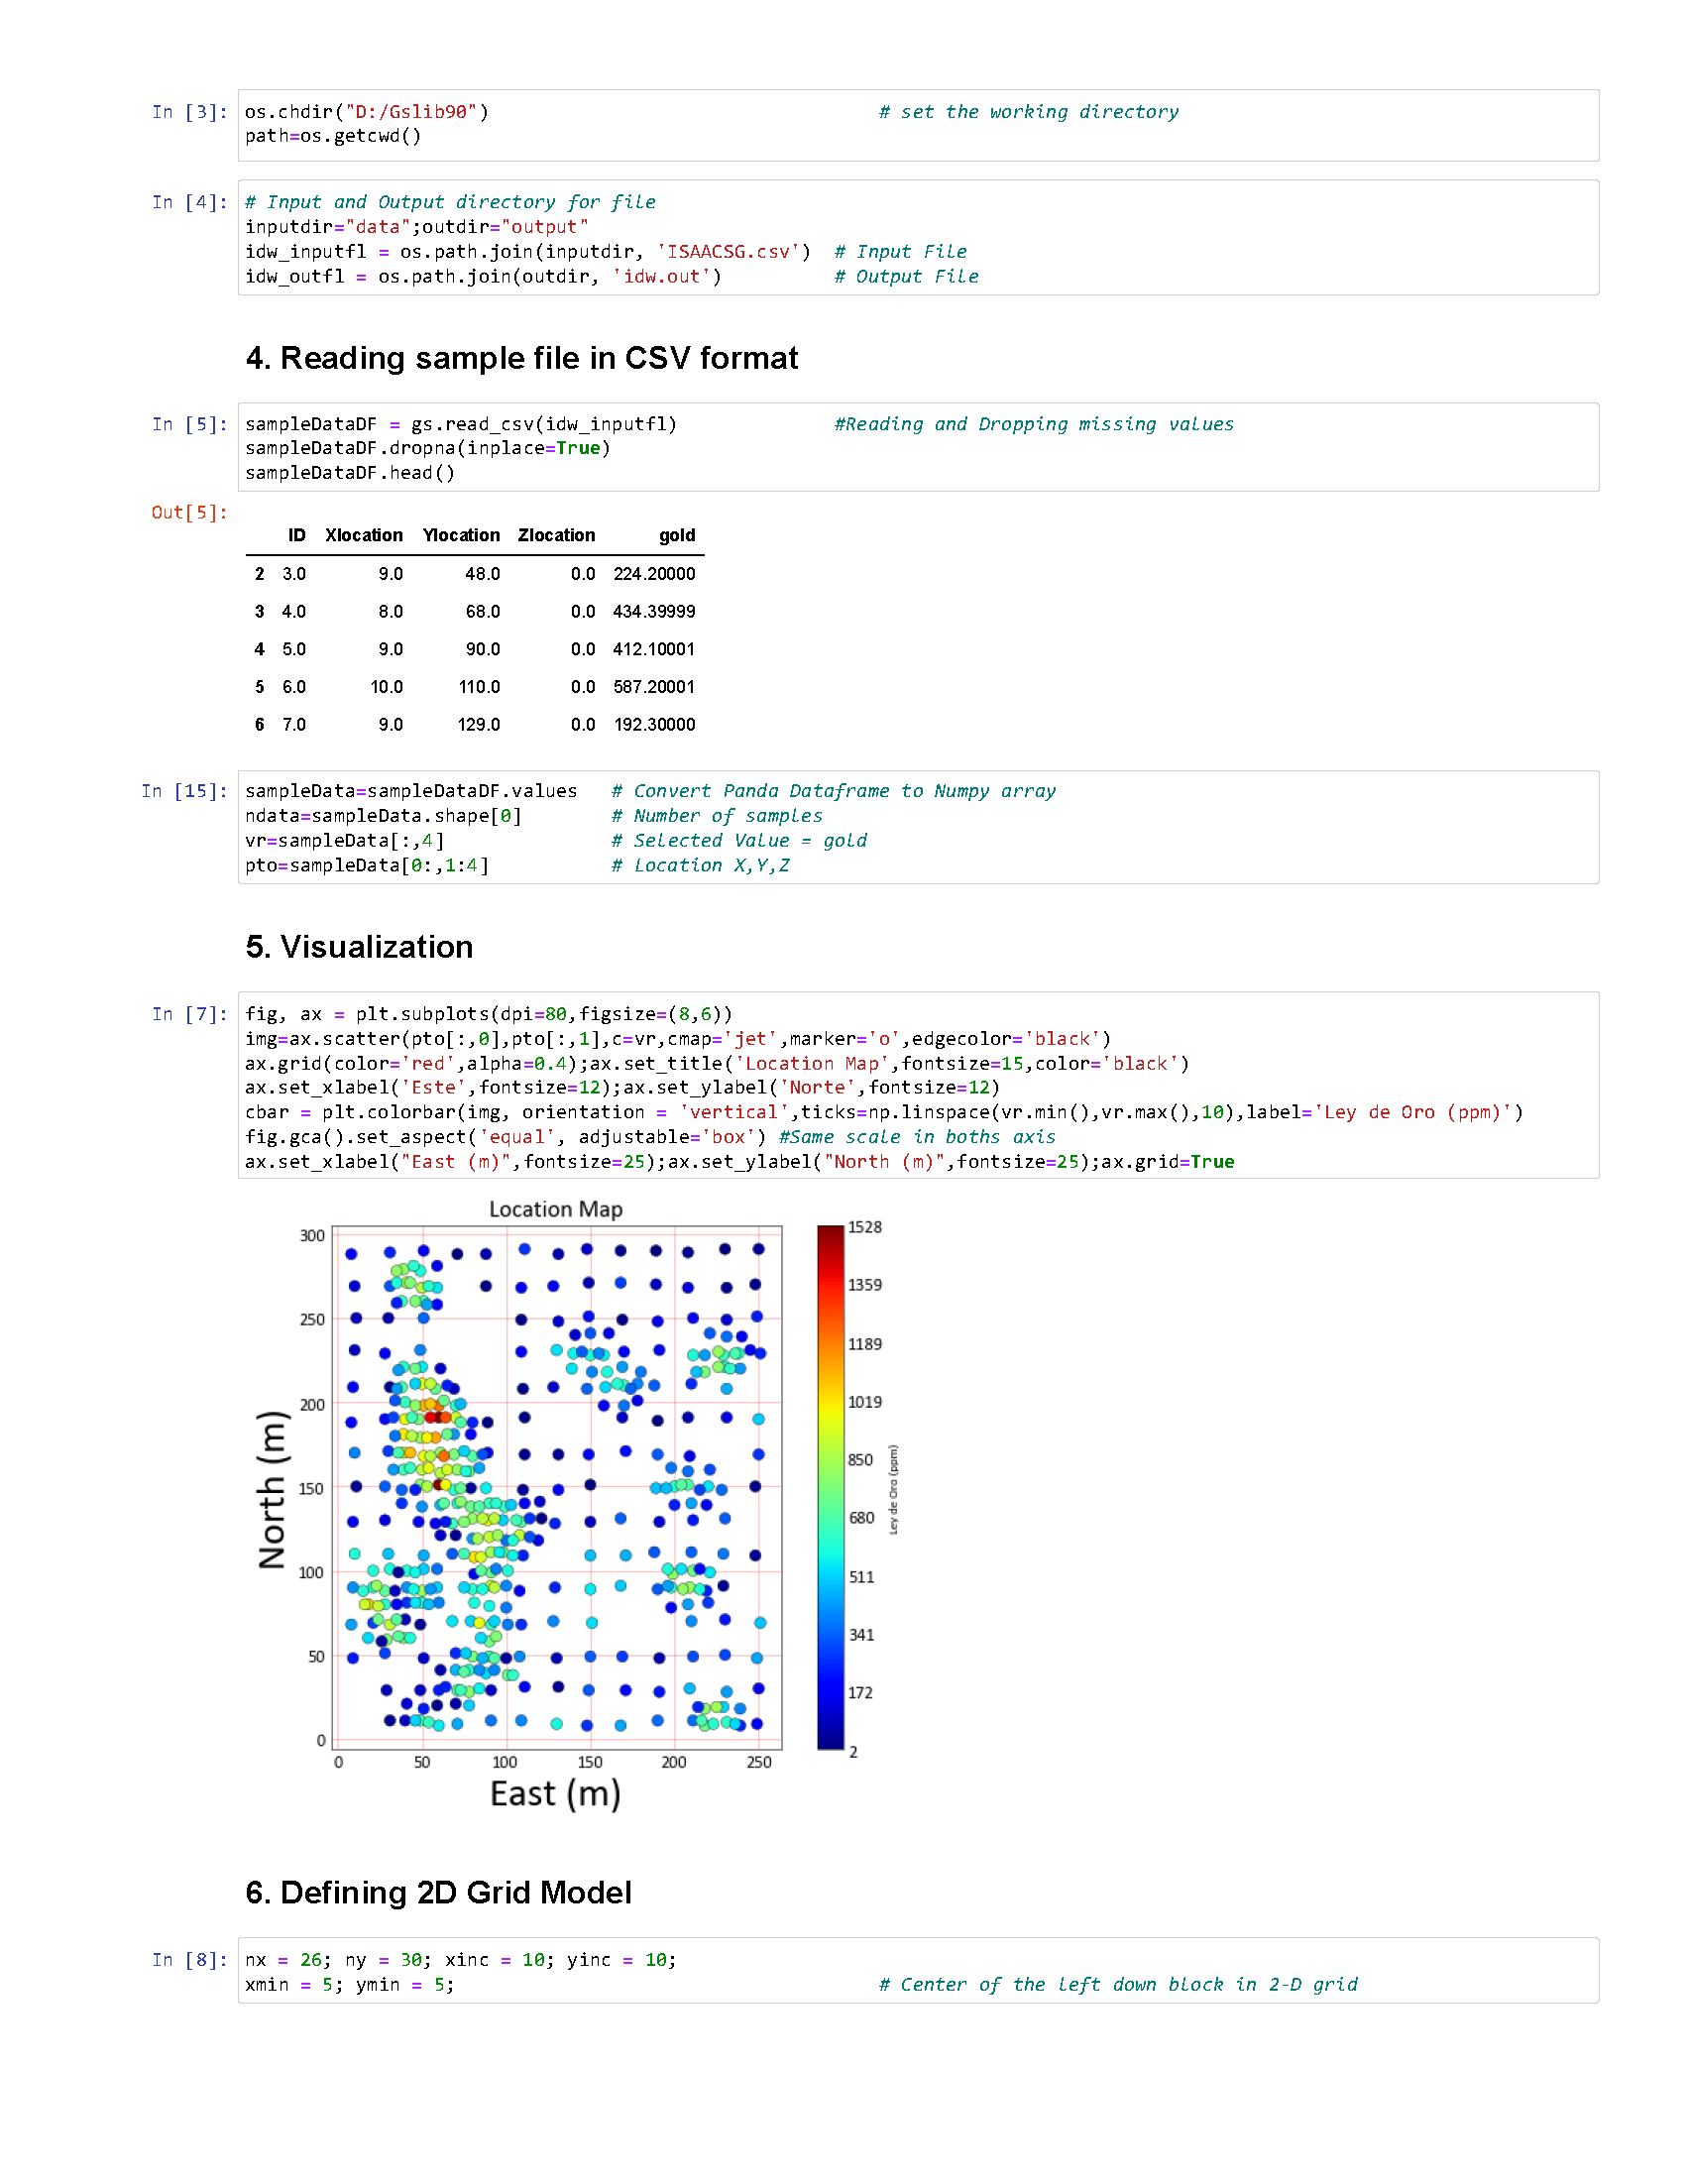 In [3]: os.chdir("D:/Gslib90") # set the working directory
path=os.getcwd()
In [4]: # Input and Output directory for file
inputdir="data";outdir="output"
idw_inputfl = os.path.join(inputdir, 'ISAACSG.csv') # Input File
idw_outfl = os.path.join(outdir, 'idw.out') # Output File
4. Reading sample file in CSV format
In [5]: sampleDataDF = gs.read_csv(idw_inputfl) #Reading and Dropping missing values
sampleDataDF.dropna(inplace=True)
sampleDataDF.head()
Out[5]:
ID Xlocation Ylocation Zlocation gold
2 3.0 9.0 48.0 0.0 224.20000
3 4.0 8.0 68.0 0.0 434.39999
4 5.0 9.0 90.0 0.0 412.10001
5 6.0 10.0 110.0 0.0 587.20001
6 7.0 9.0 129.0 0.0 192.30000
In [15]: sampleData=sampleDataDF.values # Convert Panda Dataframe to Numpy array
ndata=sampleData.shape[0] # Number of samples
vr=sampleData[:,4] # Selected Value = gold
pto=sampleData[0:,1:4] # Location X,Y,Z
5. Visualization
In [7]: fig, ax = plt.subplots(dpi=80,figsize=(8,6))
img=ax.scatter(pto[:,0],pto[:,1],c=vr,cmap='jet',marker='o',edgecolor='black')
ax.grid(color='red',alpha=0.4);ax.set_title('Location Map',fontsize=15,color='black')
ax.set_xlabel('Este',fontsize=12);ax.set_ylabel('Norte',fontsize=12)
cbar = plt.colorbar(img, orientation = 'vertical',ticks=np.linspace(vr.min(),vr.max(),10),label='Ley de Oro (ppm)')
fig.gca().set_aspect('equal', adjustable='box') #Same scale in boths axis
ax.set_xlabel("East (m)",fontsize=25);ax.set_ylabel("North (m)",fontsize=25);ax.grid=True
Location Map
North (m)
300
250
200
150
100
50
0
0 50 100 150 200 250
East (m)
1528
1359
1189
1019
850
680
511
341
172
2
Ley de Oro (ppm)
6. Defining 2D Grid Model
In [8]: nx = 26; ny = 30; xinc = 10; yinc = 10;
xmin = 5; ymin = 5; # Center of the left down block in 2-D grid